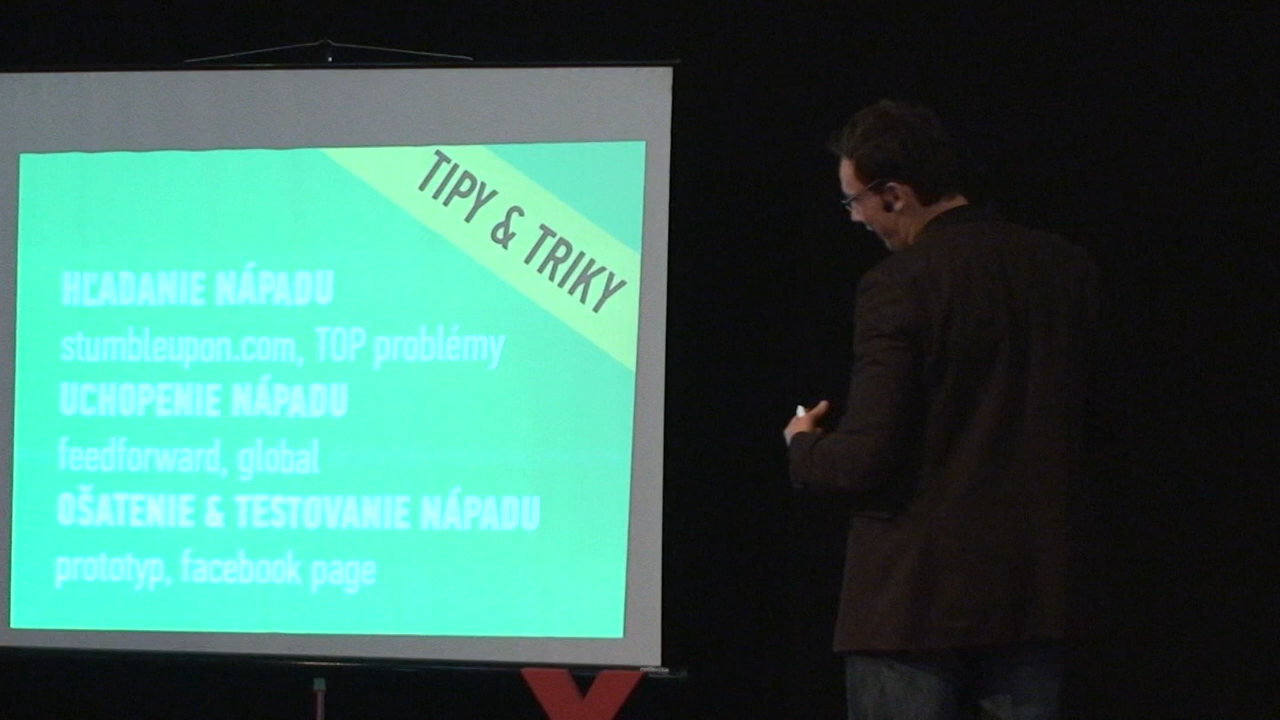 TIPY & TRIKY
HĽADANIE NÁPADU
stumbleupon.com, TOP problémy
UCHOPENIE NÁPADU
feedforward, global
OŠATENIE & TESTOVANIE NÁPADU
prototyp, facebook page
X